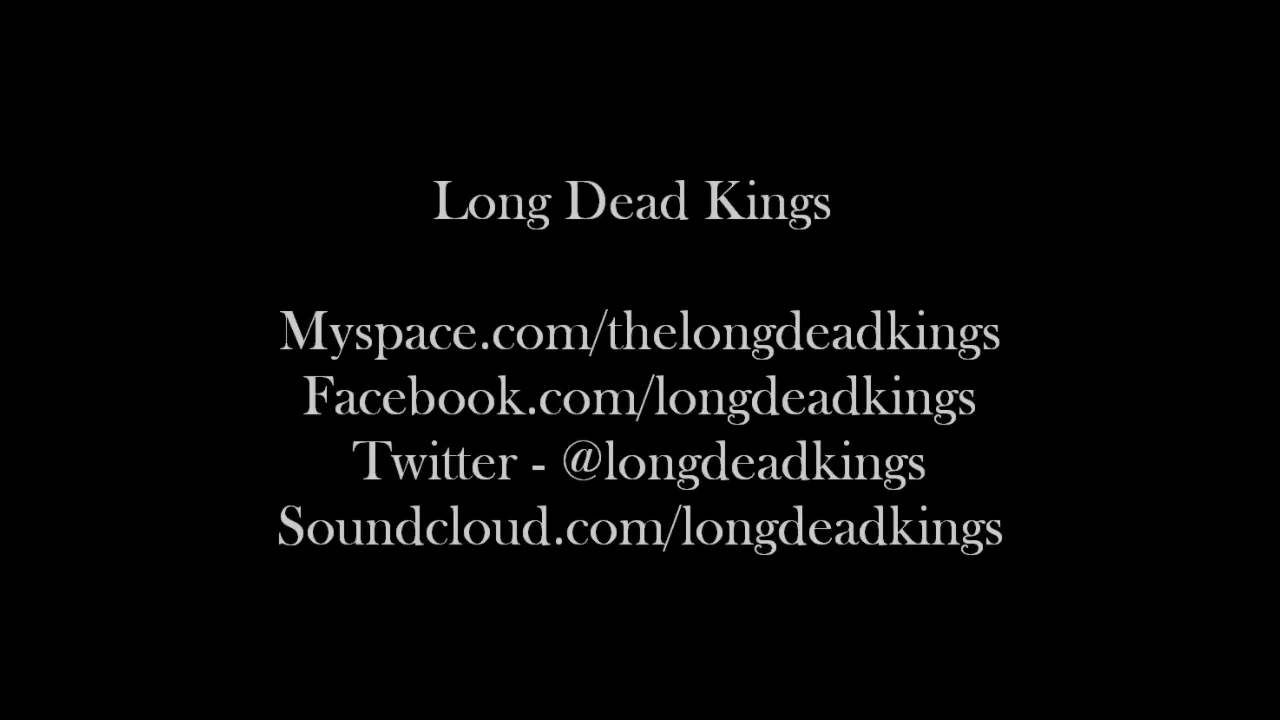 Long Dead Kings
Myspace.com/thelongdeadkings
Facebook.com/longdeadkings
Twitter - @longdeadkings
Soundcloud.com/longdeadkings